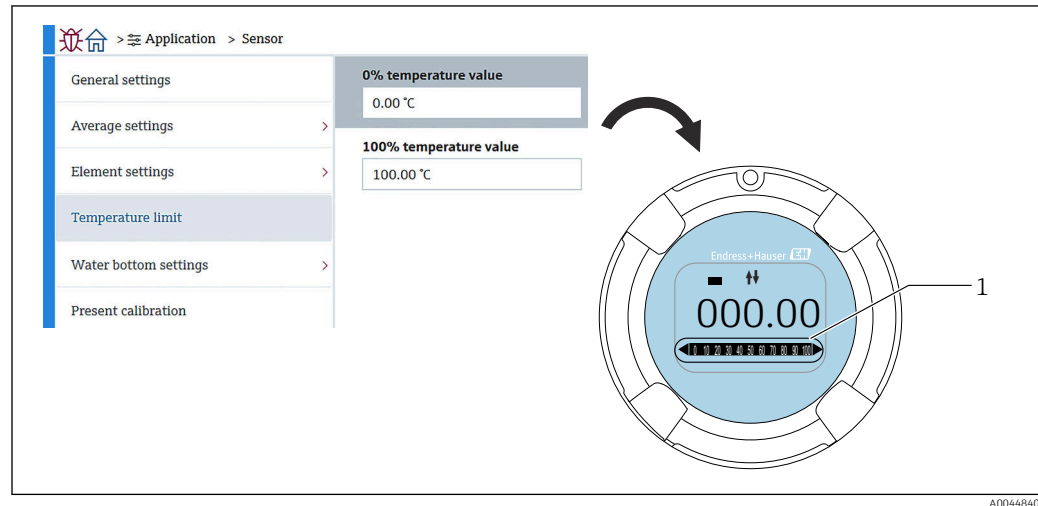 > Application > Sensor
General settings
Average settings >
Element settings >
Temperature limit
Water bottom settings >
Present calibration
0% temperature value
0.00 °C
100% temperature value
100.00 °C
Endress+Hauser EH
000.00
0 10 20 30 40 50 60 70 80 90 100
1
A0044840